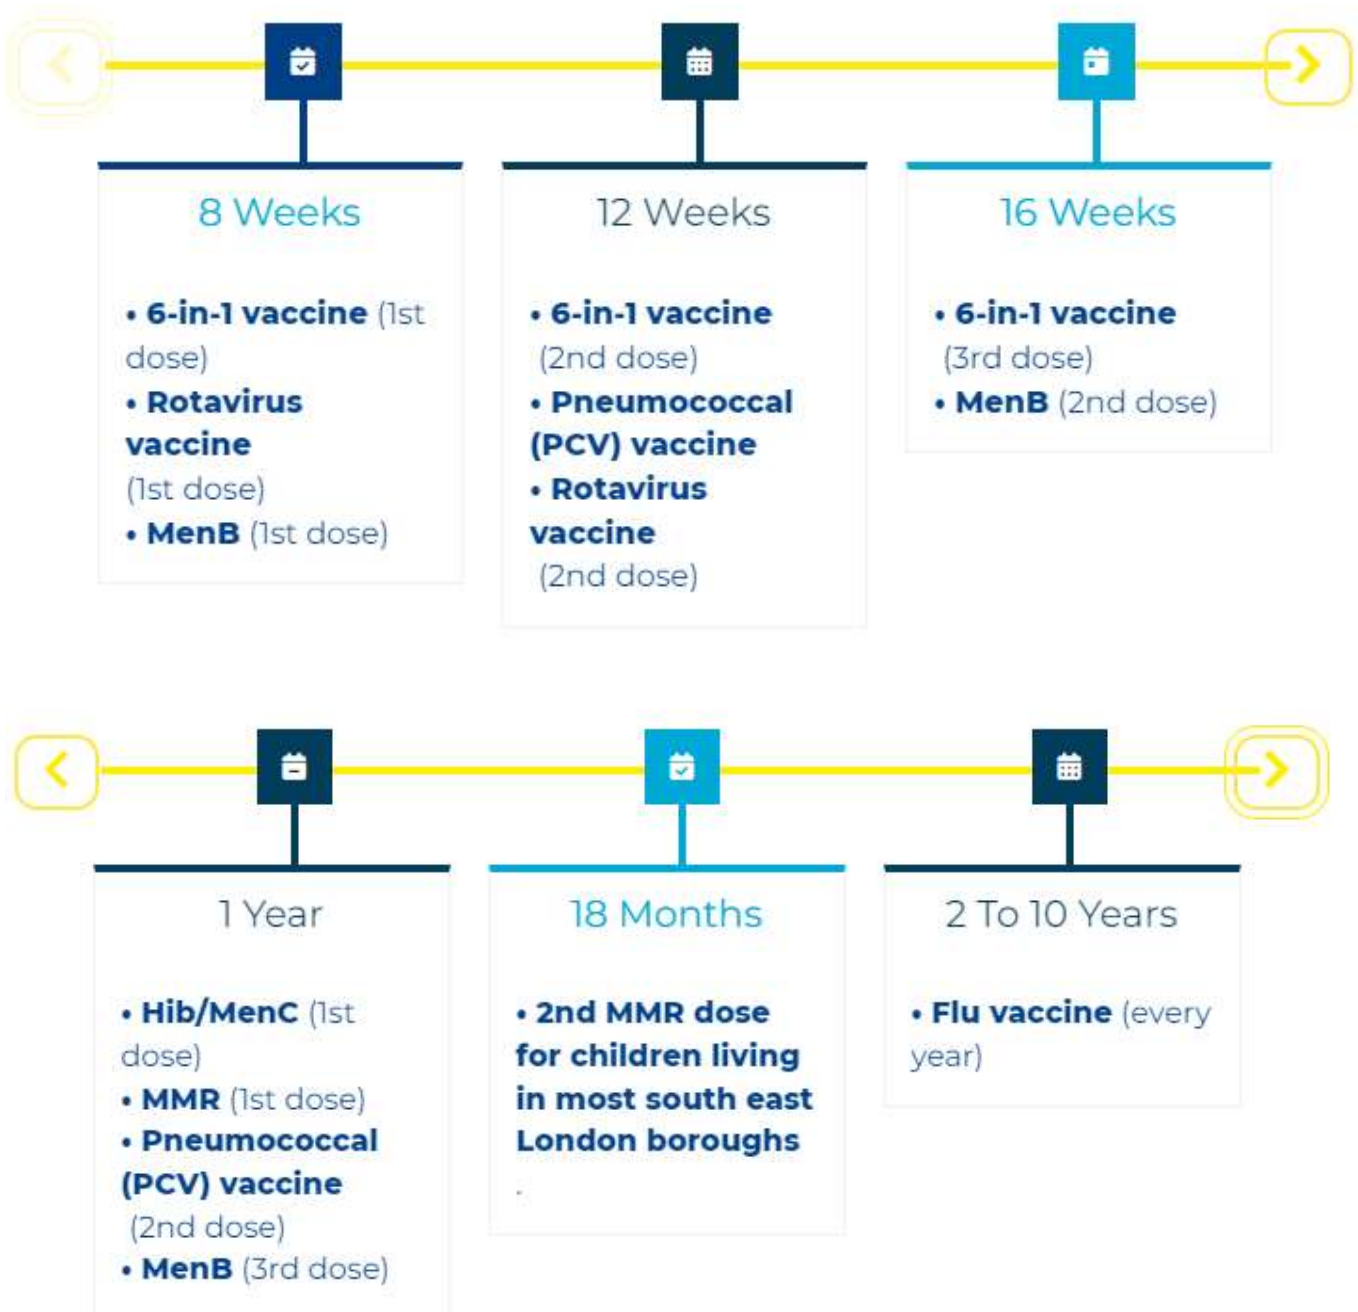 8 Weeks
• 6-in-1 vaccine (1st
dose)
• Rotavirus
vaccine
(1st dose)
• MenB (1st dose)
12 Weeks
• 6-in-1 vaccine
(2nd dose)
• Pneumococcal
(PCV) vaccine
• Rotavirus
vaccine
(2nd dose)
16 Weeks
• 6-in-1 vaccine
(3rd dose)
• MenB (2nd dose)
1 Year
• Hib/MenC (1st
dose)
• MMR (1st dose)
• Pneumococcal
(PCV) vaccine
(2nd dose)
• MenB (3rd dose)
18 Months
• 2nd MMR dose
for children living
in most south east
London boroughs
.
2 To 10 Years
• Flu vaccine (every
year)